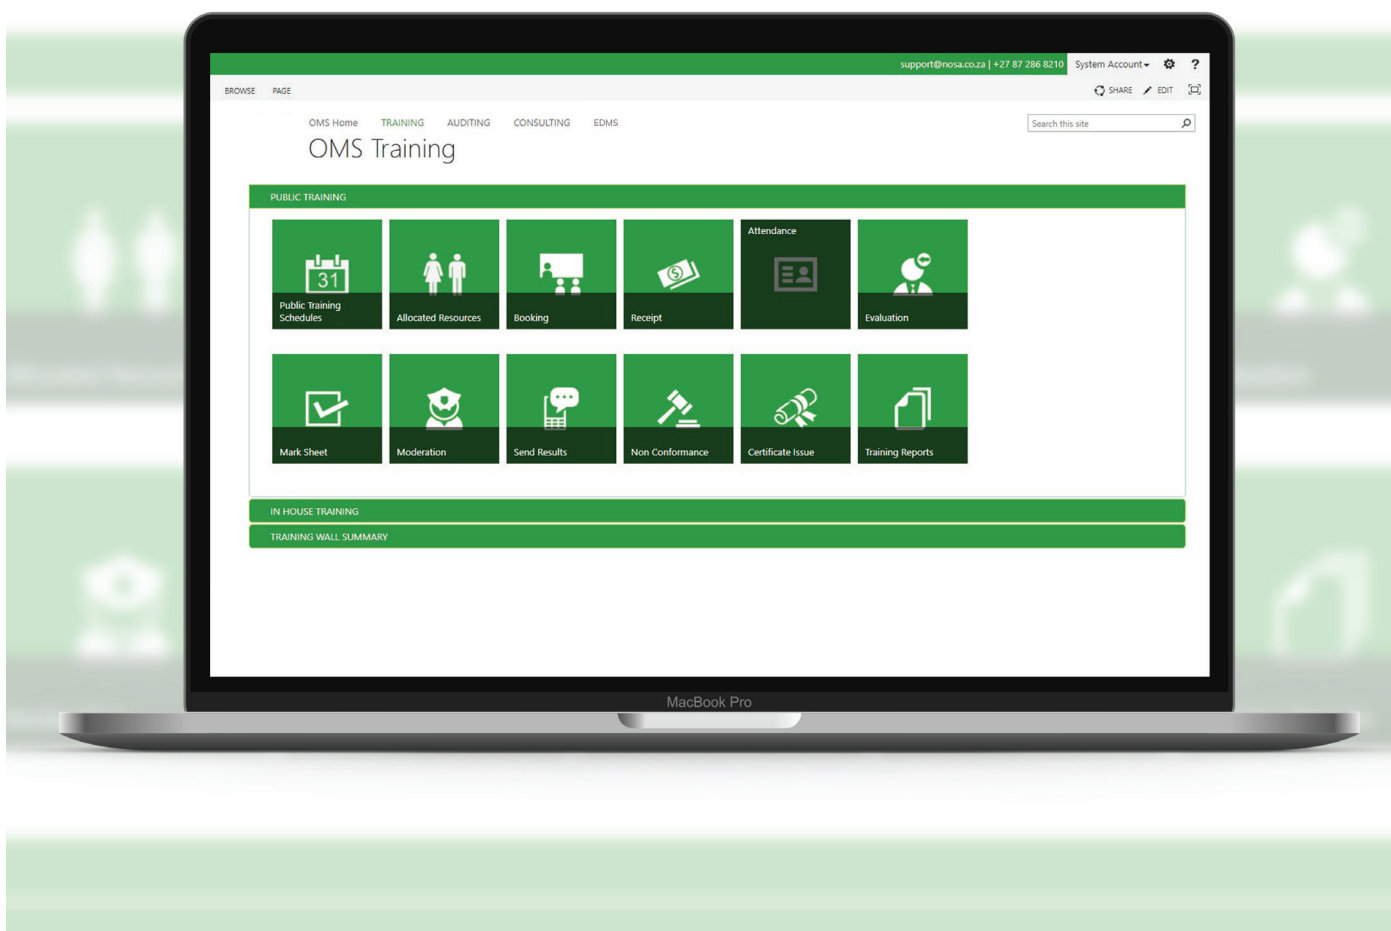 support@nosa.co.za | +27 87 286 8210 System Account
?
BROWSE PAGE
SHARE EDIT
OMS Home TRAINING AUDITING CONSULTING EDMS
Search this site
OMS Training
PUBLIC TRAINING
31
Public Training
Schedules
Allocated Resources
Booking
Receipt
Attendance
Evaluation
Mark Sheet
Moderation
Send Results
Non Conformance
Certificate Issue
Training Reports
IN HOUSE TRAINING
TRAINING WALL SUMMARY
MacBook Pro